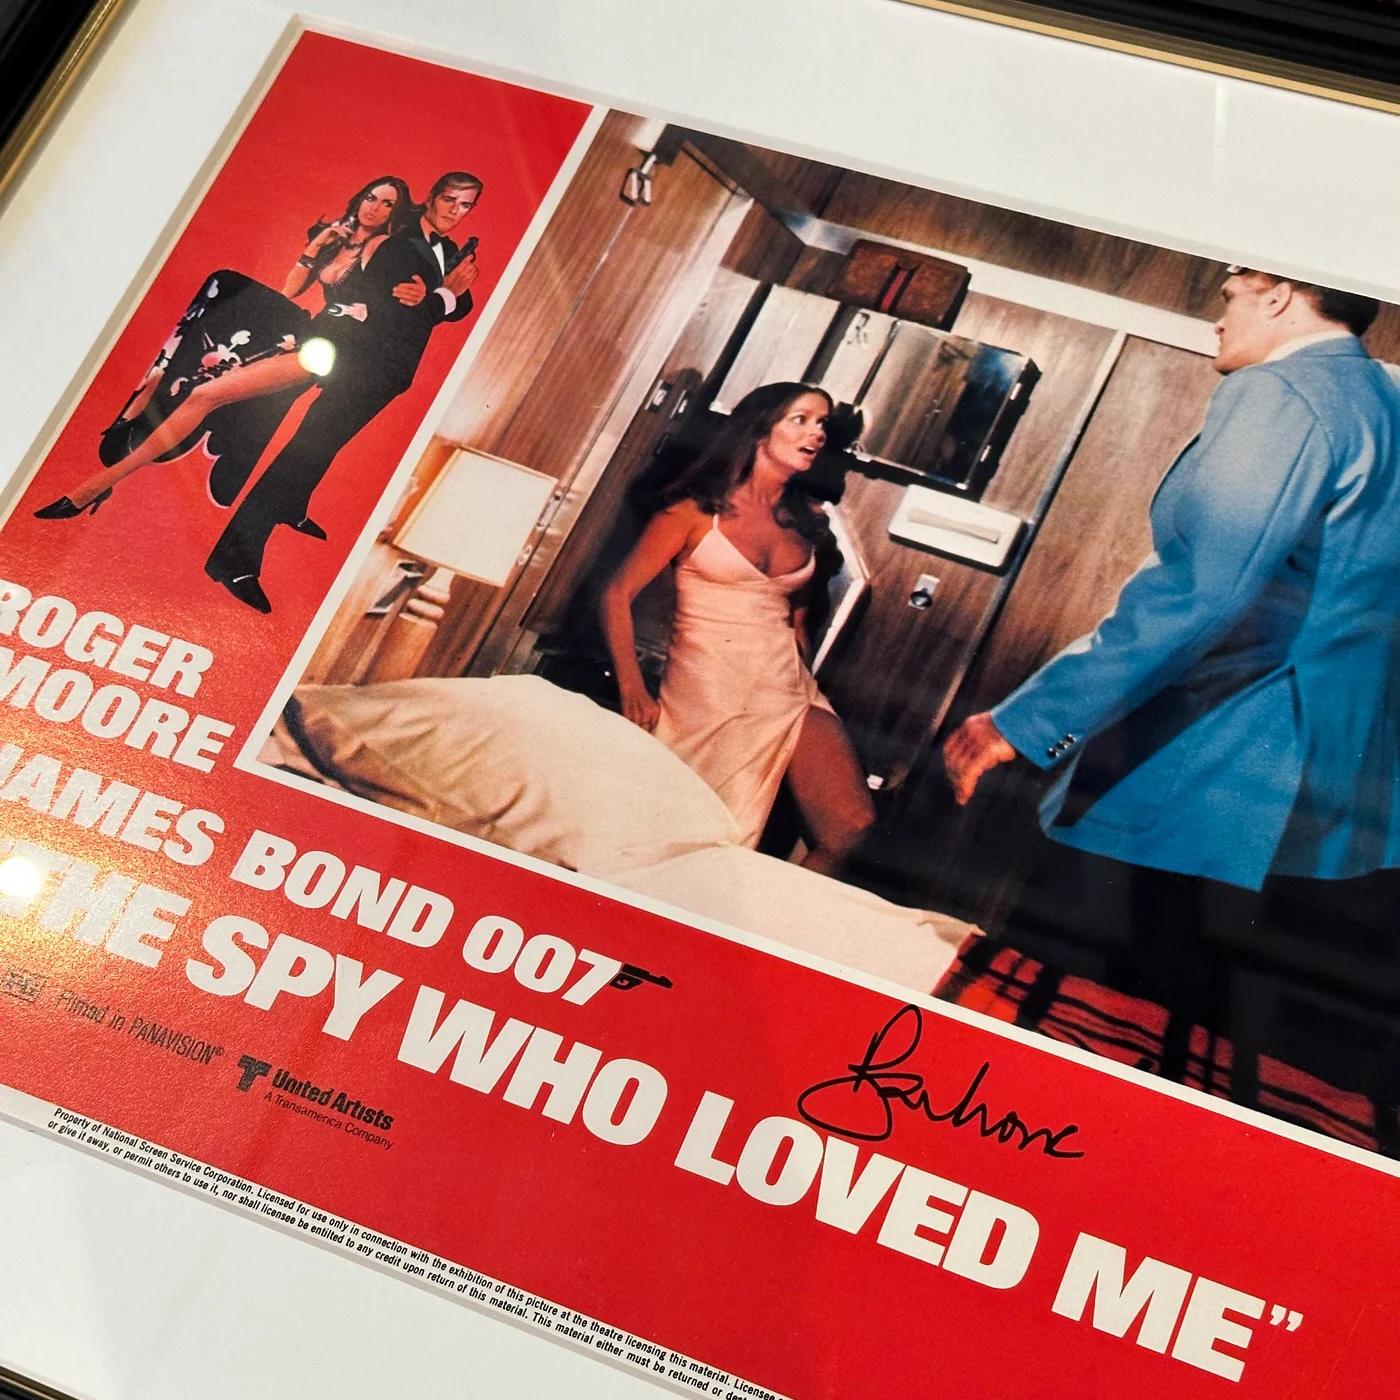 ROGER
MOORE
JAMES BOND 007
"THE SPY WHO LOVED ME"
PG Filmed in PANAVISION®
United Artists
A Transamerica Company
Property of National Screen Service Corporation. Licensed for use only in connection with the exhibition of this picture at the theatre licensing this material. Licensee
or give it away, or permit others to use it, nor shall licensee be entitled to any credit upon return of this material. This material either must be returned or